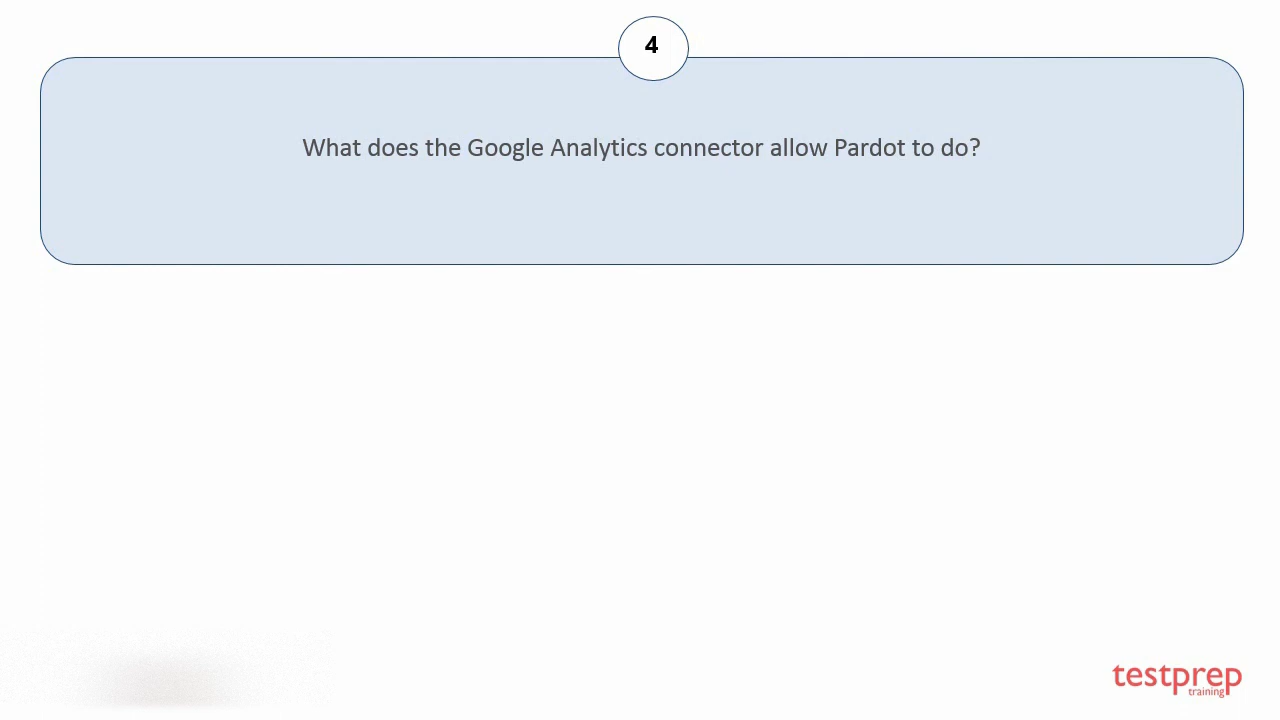 4
What does the Google Analytics connector allow Pardot to do?
testprep
training